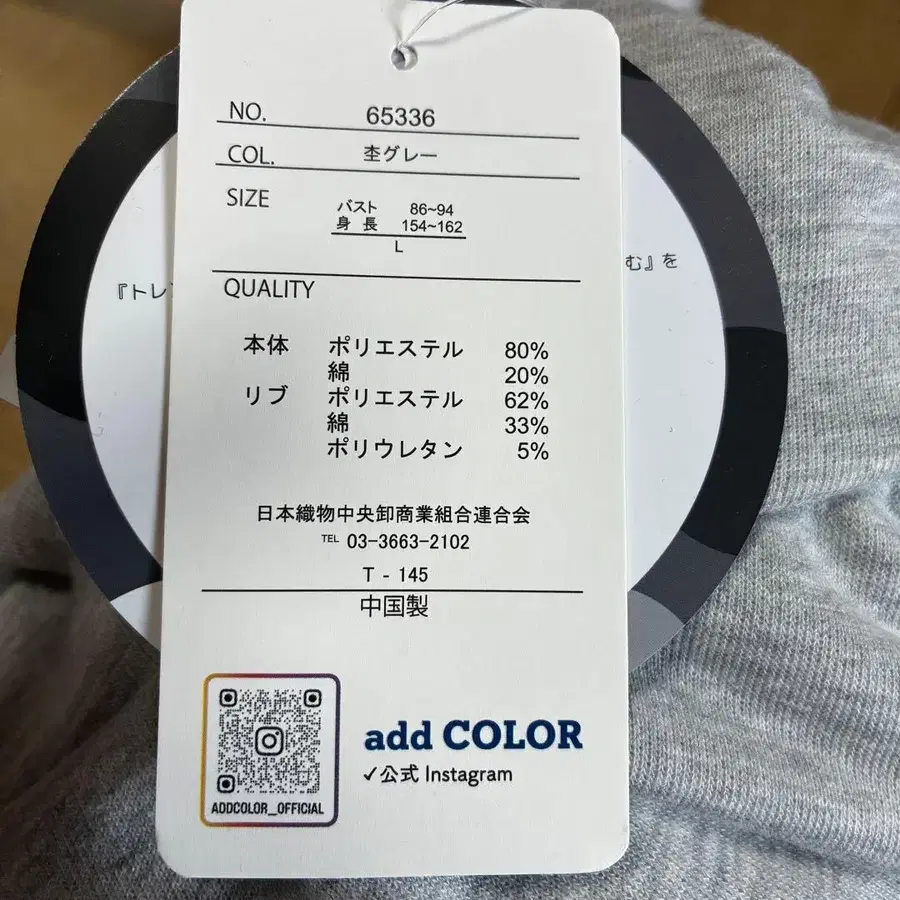 NO. 65336
COL. 杢グレー
SIZE
バスト 86~94
身長 154~162
L
『トレン
む』を
QUALITY
本体 ポリエステル 80%
綿 20%
リブ ポリエステル 62%
綿 33%
ポリウレタン 5%
日本織物中央卸商業組合連合会
TEL 03-3663-2102
T - 145
中国製
add COLOR
✓公式 Instagram
ADDCOLOR_OFFICIAL